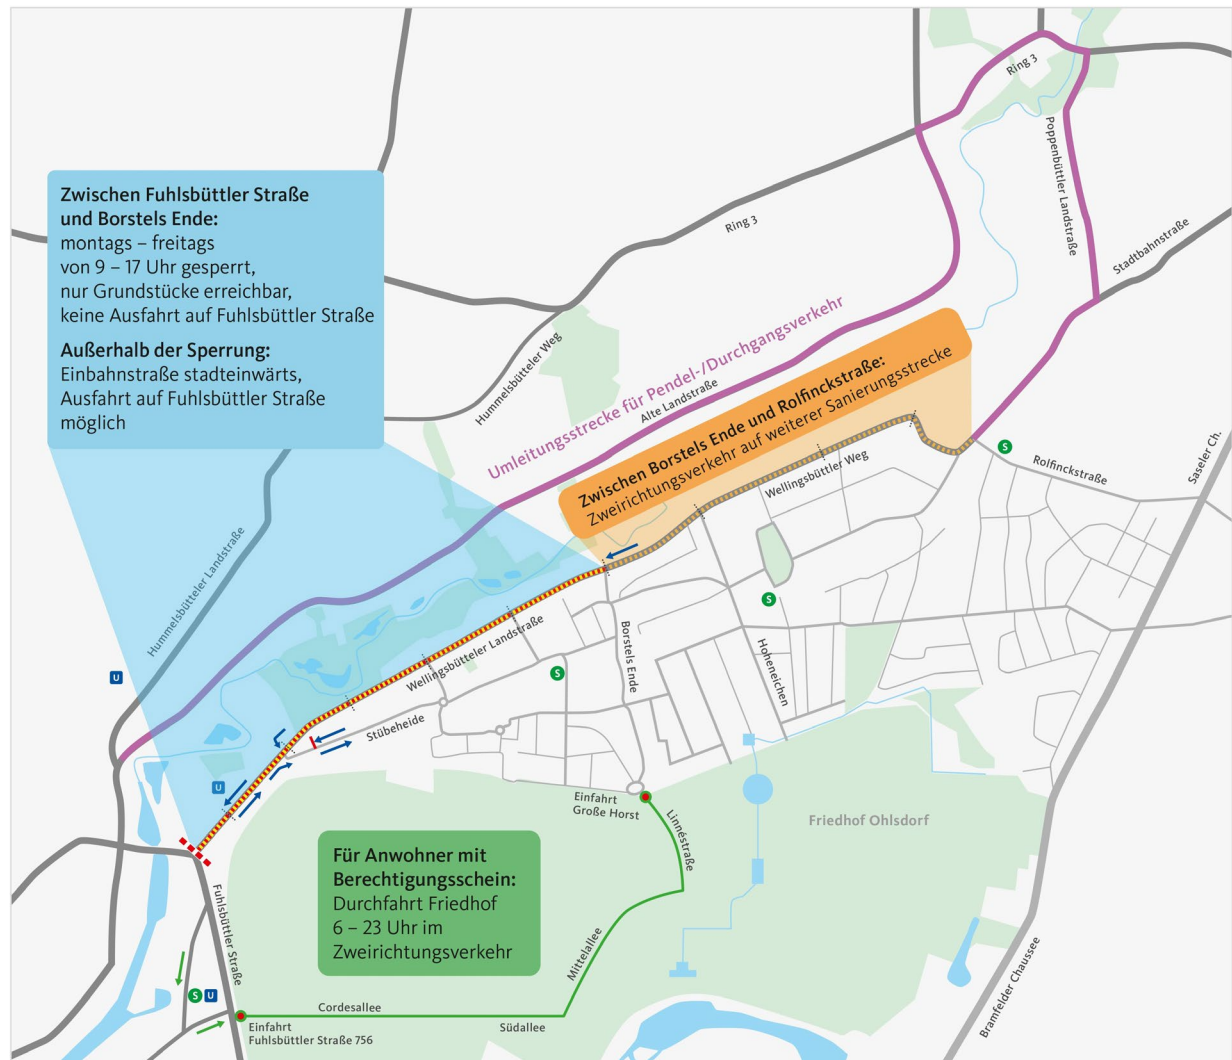 Ring 3
Poppenbüttler Landstraße
Stadtbahnstraße
Ring 3
Zwischen Fuhlsbüttler Straße
und Borstels Ende:
montags – freitags
von 9 – 17 Uhr gesperrt,
nur Grundstücke erreichbar,
keine Ausfahrt auf Fuhlsbüttler Straße
Außerhalb der Sperrung:
Einbahnstraße stadteinwärts,
Ausfahrt auf Fuhlsbüttler Straße
möglich
Hummelsbütteler Weg
Umleitungsstrecke für Pendel-/Durchgangsverkehr
Alte Landstraße
Zwischen Borstels Ende und Rolfinckstraße:
Zweirichtungsverkehr auf weiterer Sanierungsstrecke
Wellingsbüttler Weg
S
Rolfinckstraße
Saseler Ch.
Hummelsbütteler Landstraße
U
Wellingsbütteler Landstraße
S
Borstels Ende
S
Hoheneichen
Stübeheide
U
Einfahrt
Große Horst
Linnéstraße
Friedhof Ohlsdorf
Für Anwohner mit
Berechtigungsschein:
Durchfahrt Friedhof
6 – 23 Uhr im
Zweirichtungsverkehr
Fuhlsbüttler Straße
Mittelallee
Bramfelder Chaussee
S U
Cordesallee
Südallee
Einfahrt
Fuhlsbüttler Straße 756